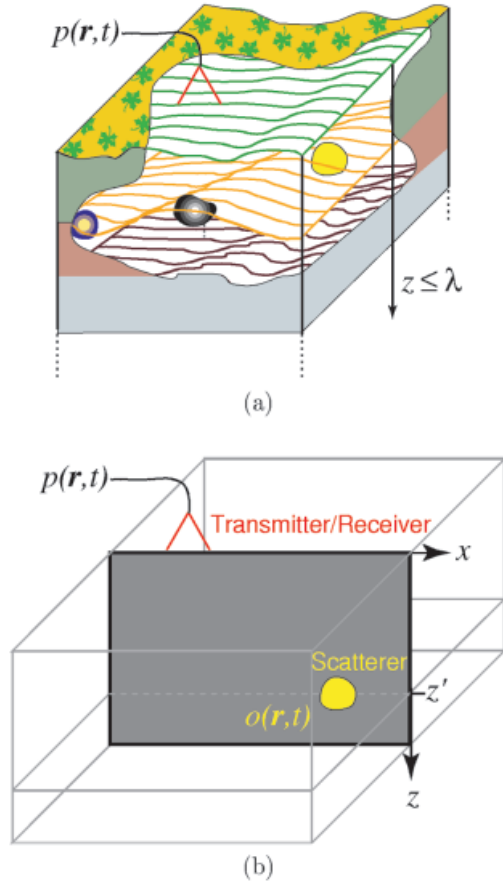 p(r,t)
z ≤ λ
(a)
p(r,t)
Transmitter/Receiver
x
Scatterer
z'
o(r,t)
z
(b)